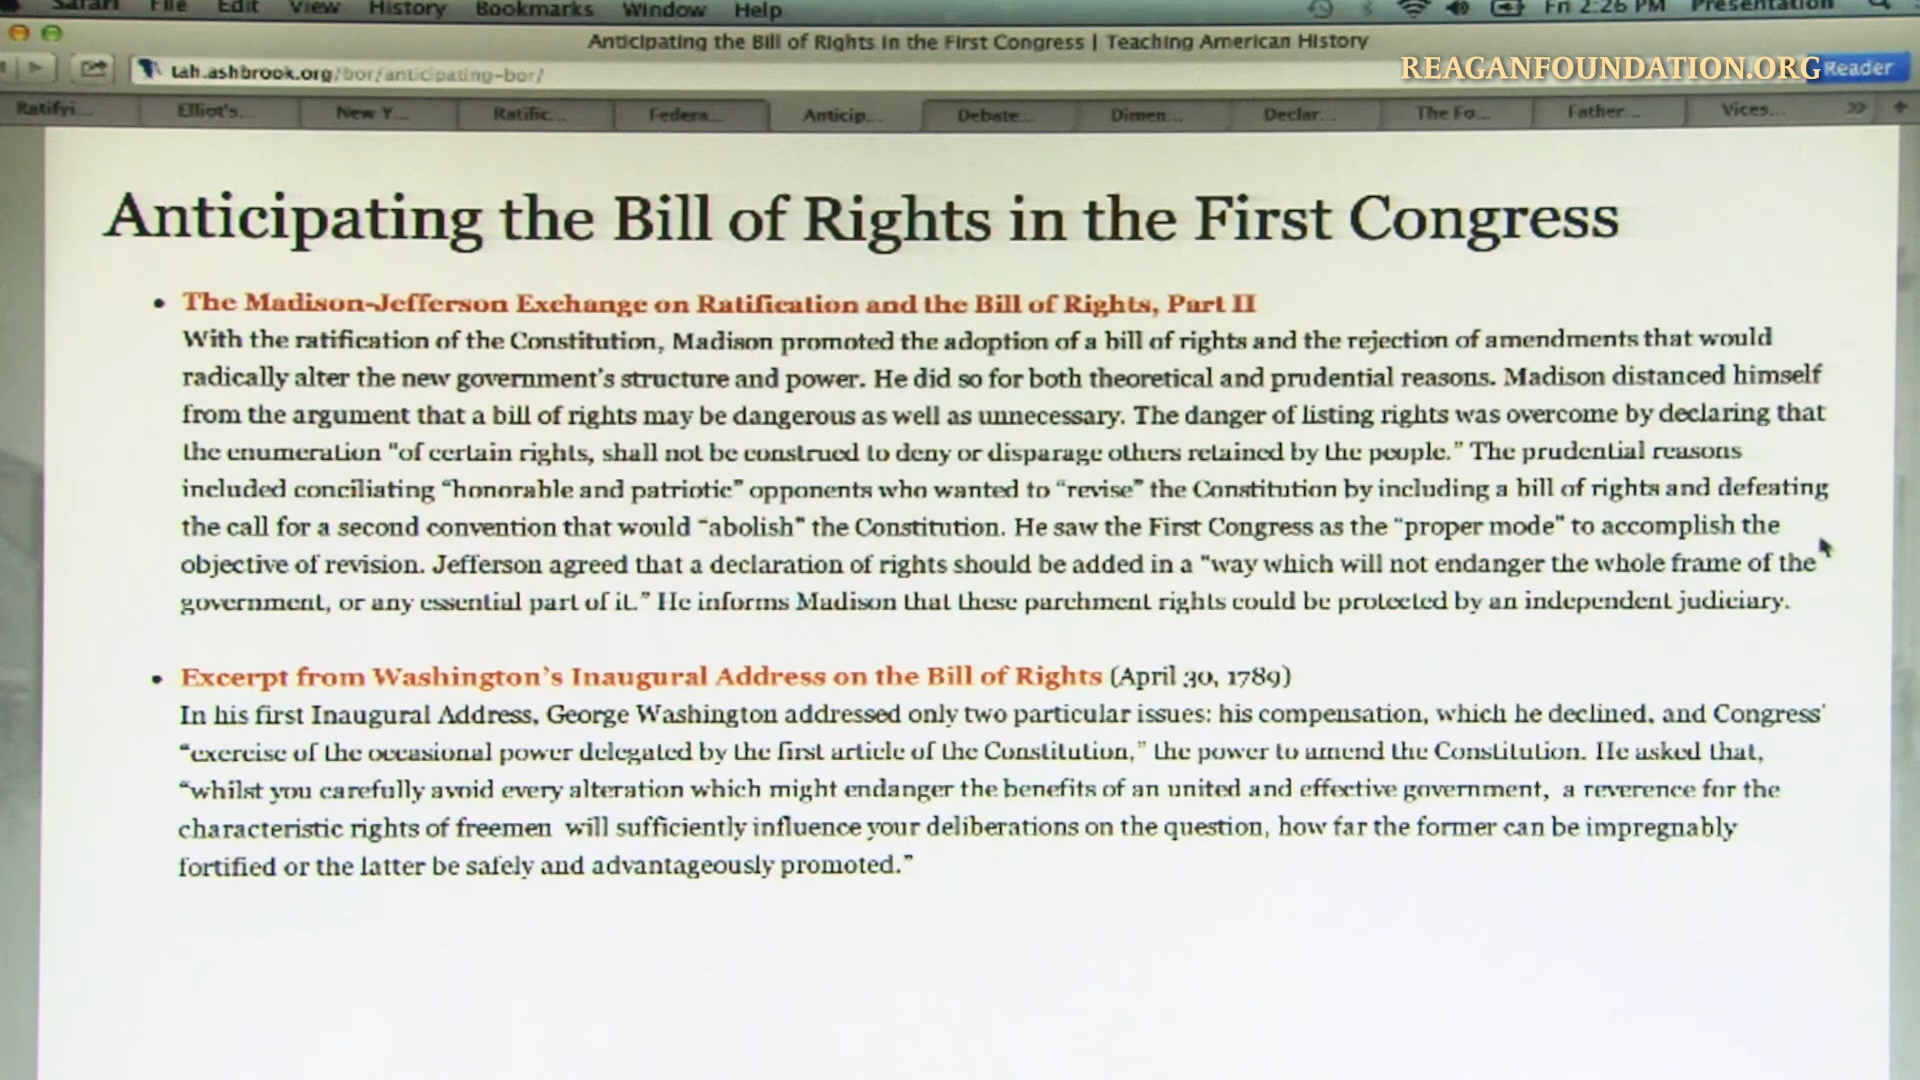 Safari File Edit View History Bookmarks Window Help Fri 2:26 PM Presentation
Anticipating the Bill of Rights in the First Congress | Teaching American History
REAGANFOUNDATION.ORG
tah.ashbrook.org/bor/anticipating-bor/ Reader
Ratifyi... Elliot's... New Y... Ratific... Federa... Anticip... Debate... Dimen... Declar... The Fo... Father... Vices...
Anticipating the Bill of Rights in the First Congress
• The Madison-Jefferson Exchange on Ratification and the Bill of Rights, Part II
With the ratification of the Constitution, Madison promoted the adoption of a bill of rights and the rejection of amendments that would
radically alter the new government's structure and power. He did so for both theoretical and prudential reasons. Madison distanced himself
from the argument that a bill of rights may be dangerous as well as unnecessary. The danger of listing rights was overcome by declaring that
the enumeration "of certain rights, shall not be construed to deny or disparage others retained by the people." The prudential reasons
included conciliating "honorable and patriotic" opponents who wanted to "revise" the Constitution by including a bill of rights and defeating
the call for a second convention that would "abolish" the Constitution. He saw the First Congress as the "proper mode" to accomplish the
objective of revision. Jefferson agreed that a declaration of rights should be added in a "way which will not endanger the whole frame of the
government, or any essential part of it." He informs Madison that these parchment rights could be protected by an independent judiciary.
• Excerpt from Washington's Inaugural Address on the Bill of Rights (April 30, 1789)
In his first Inaugural Address, George Washington addressed only two particular issues: his compensation, which he declined, and Congress'
"exercise of the occasional power delegated by the first article of the Constitution," the power to amend the Constitution. He asked that,
"whilst you carefully avoid every alteration which might endanger the benefits of an united and effective government, a reverence for the
characteristic rights of freemen will sufficiently influence your deliberations on the question, how far the former can be impregnably
fortified or the latter be safely and advantageously promoted."